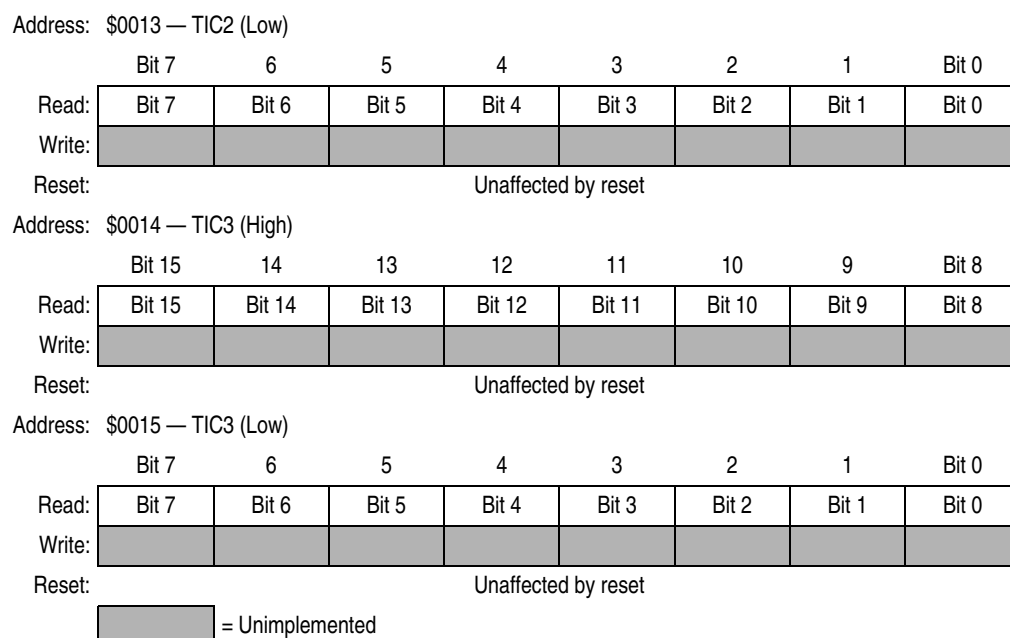 Address: $0013 — TIC2 (Low)
Bit 7 6 5 4 3 2 1 Bit 0
Read: Bit 7 Bit 6 Bit 5 Bit 4 Bit 3 Bit 2 Bit 1 Bit 0
Write:
Reset: Unaffected by reset
Address: $0014 — TIC3 (High)
Bit 15 14 13 12 11 10 9 Bit 8
Read: Bit 15 Bit 14 Bit 13 Bit 12 Bit 11 Bit 10 Bit 9 Bit 8
Write:
Reset: Unaffected by reset
Address: $0015 — TIC3 (Low)
Bit 7 6 5 4 3 2 1 Bit 0
Read: Bit 7 Bit 6 Bit 5 Bit 4 Bit 3 Bit 2 Bit 1 Bit 0
Write:
Reset: Unaffected by reset
= Unimplemented